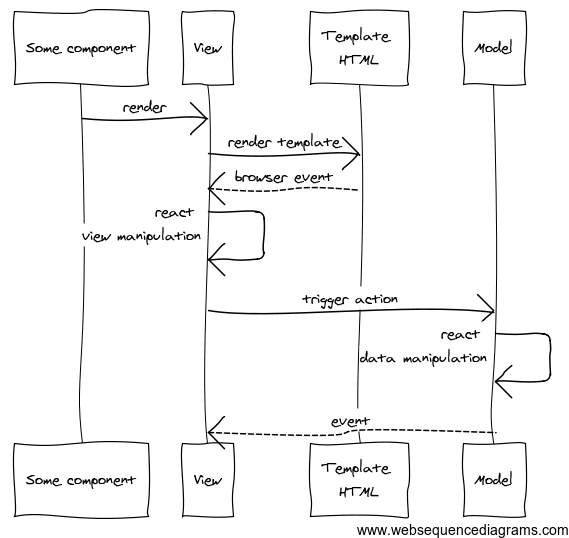 Some component
View
Template
HTML
Model
render
render template
browser event
react
view manipulation
trigger action
react
data manipulation
event
Some component
View
Template
HTML
Model
www.websequencediagrams.com